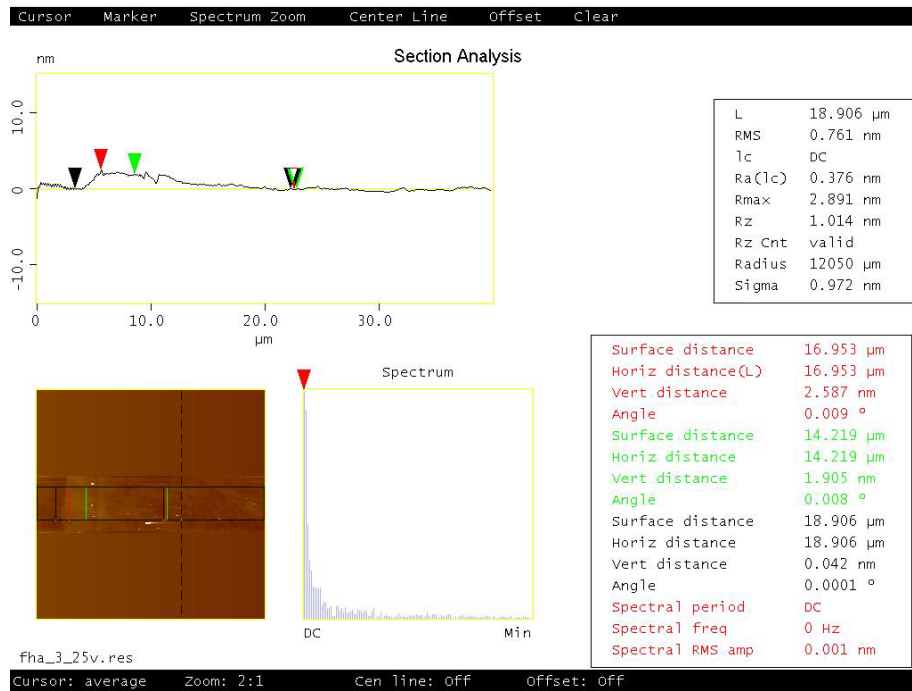 Cursor Marker Spectrum Zoom Center Line Offset Clear
Section Analysis
nm
10.0
0
-10.0
0 10.0 20.0 30.0
µm
L 18.906 µm
RMS 0.761 nm
lc DC
Ra(lc) 0.376 nm
Rmax 2.891 nm
Rz 1.014 nm
Rz Cnt valid
Radius 12050 µm
Sigma 0.972 nm
Spectrum
DC Min
Surface distance 16.953 µm
Horiz distance(L) 16.953 µm
Vert distance 2.587 nm
Angle 0.009 °
Surface distance 14.219 µm
Horiz distance 14.219 µm
Vert distance 1.905 nm
Angle 0.008 °
Surface distance 18.906 µm
Horiz distance 18.906 µm
Vert distance 0.042 nm
Angle 0.0001 °
Spectral period DC
Spectral freq 0 Hz
Spectral RMS amp 0.001 nm
fha_3_25v.res
Cursor: average Zoom: 2:1 Cen line: Off Offset: Off